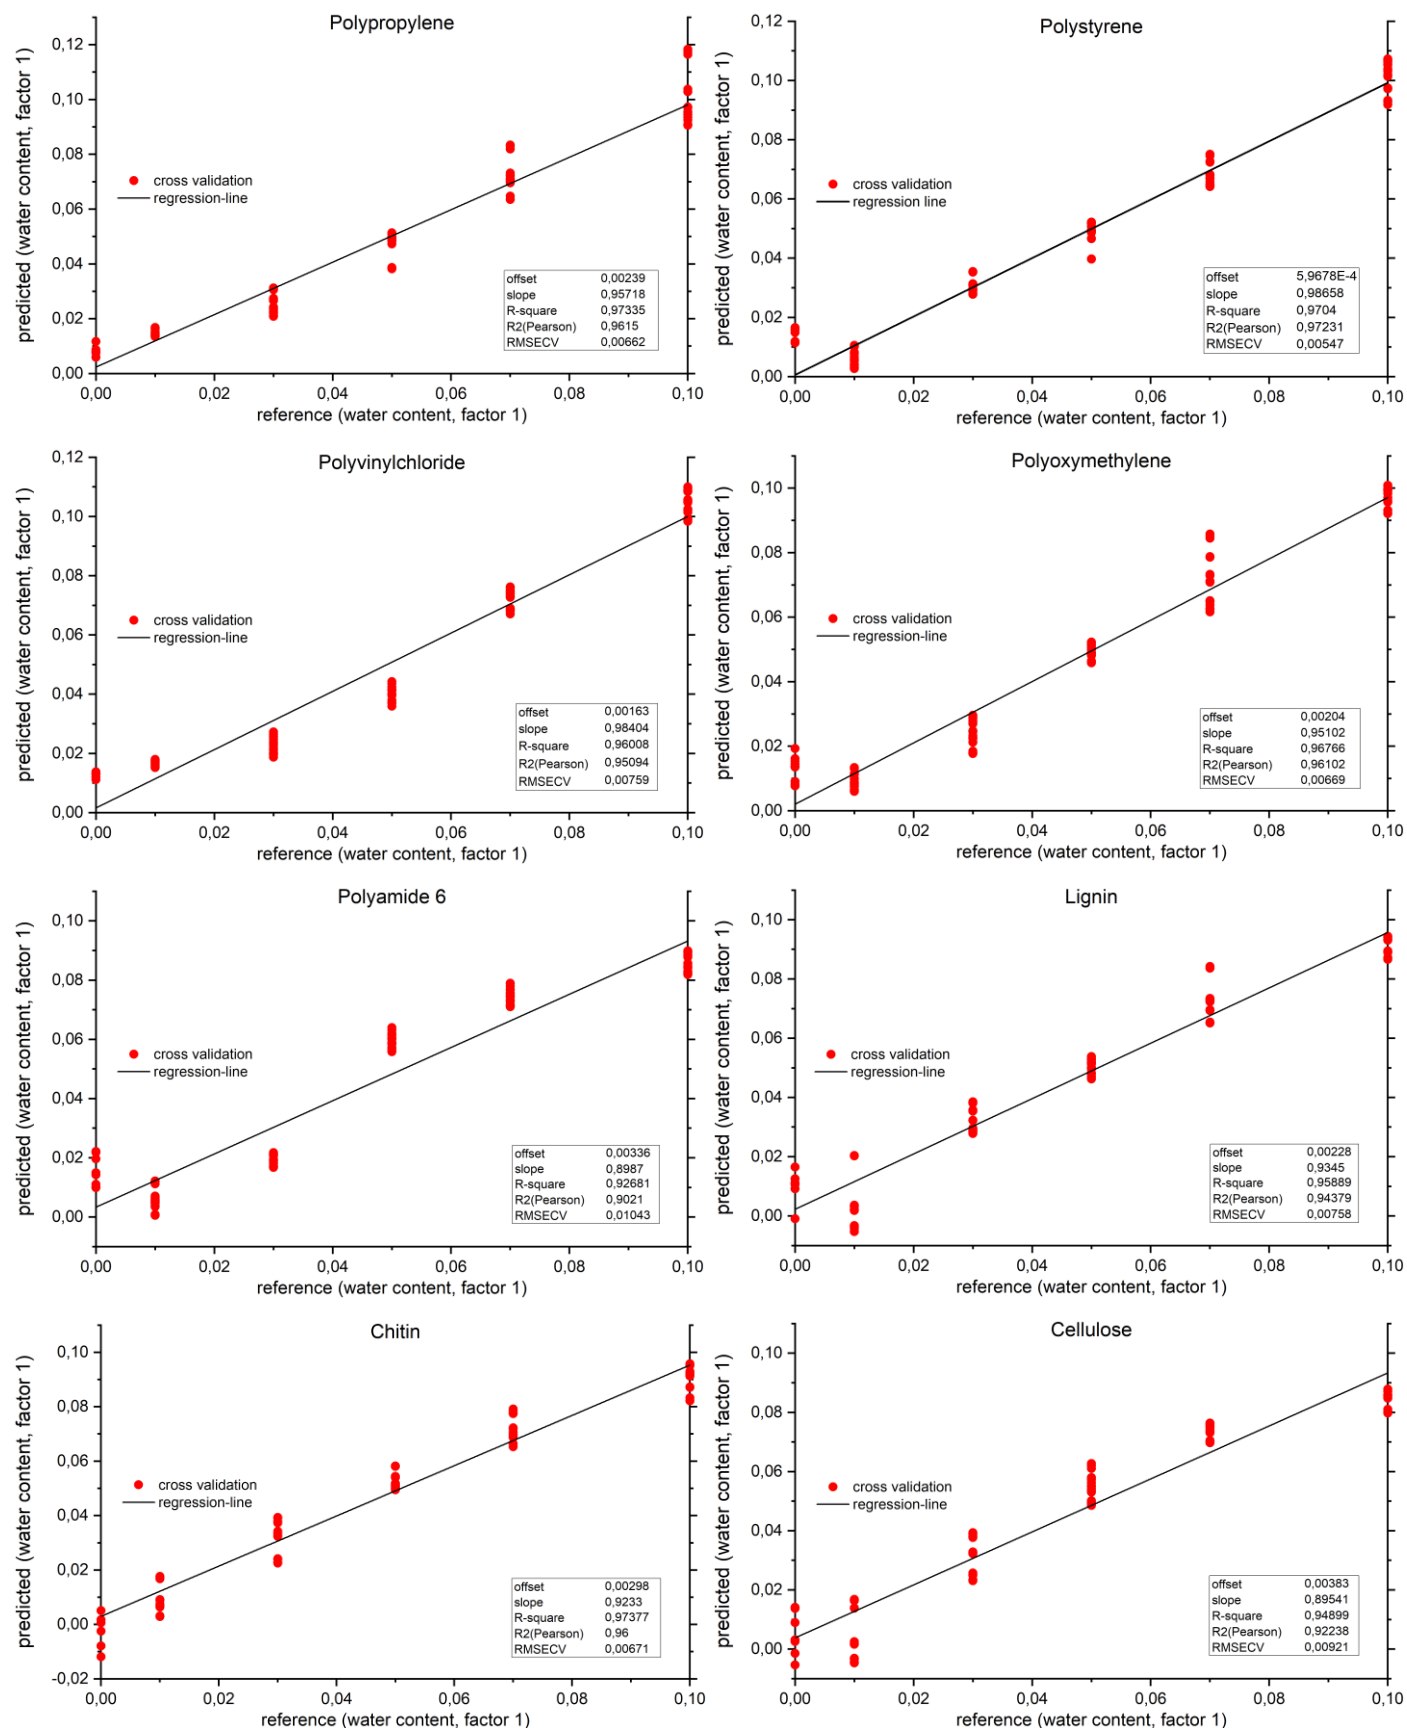 Polypropylene
predicted (water content, factor 1)
0,12
0,10
0,08
0,06
0,04
0,02
0,00
cross validation
regression-line
offset 0,00239
slope 0,95718
R-square 0,97335
R2(Pearson) 0,9615
RMSECV 0,00662
0,00 0,02 0,04 0,06 0,08 0,10
reference (water content, factor 1)
Polystyrene
predicted (water content, factor 1)
0,12
0,10
0,08
0,06
0,04
0,02
0,00
cross validation
regression line
offset 5,9678E-4
slope 0,98658
R-square 0,9704
R2(Pearson) 0,97231
RMSECV 0,00547
0,00 0,02 0,04 0,06 0,08 0,10
reference (water content, factor 1)
Polyvinylchloride
predicted (water content, factor 1)
0,12
0,10
0,08
0,06
0,04
0,02
0,00
cross validation
regression-line
offset 0,00163
slope 0,98404
R-square 0,96008
R2(Pearson) 0,95094
RMSECV 0,00759
0,00 0,02 0,04 0,06 0,08 0,10
reference (water content, factor 1)
Polyoxymethylene
predicted (water content, factor 1)
0,10
0,08
0,06
0,04
0,02
0,00
cross validation
regression-line
offset 0,00204
slope 0,95102
R-square 0,96766
R2(Pearson) 0,96102
RMSECV 0,00669
0,00 0,02 0,04 0,06 0,08 0,10
reference (water content, factor 1)
Polyamide 6
predicted (water content, factor 1)
0,10
0,08
0,06
0,04
0,02
0,00
cross validation
regression-line
offset 0,00336
slope 0,8987
R-square 0,92681
R2(Pearson) 0,9021
RMSECV 0,01043
0,00 0,02 0,04 0,06 0,08 0,10
reference (water content, factor 1)
Lignin
predicted (water content, factor 1)
0,10
0,08
0,06
0,04
0,02
0,00
cross validation
regression-line
offset 0,00228
slope 0,9345
R-square 0,95889
R2(Pearson) 0,94379
RMSECV 0,00758
0,00 0,02 0,04 0,06 0,08 0,10
reference (water content, factor 1)
Chitin
predicted (water content, factor 1)
0,10
0,08
0,06
0,04
0,02
0,00
-0,02
cross validation
regression-line
offset 0,00298
slope 0,9233
R-square 0,97377
R2(Pearson) 0,96
RMSECV 0,00671
0,00 0,02 0,04 0,06 0,08 0,10
reference (water content, factor 1)
Cellulose
predicted (water content, factor 1)
0,10
0,08
0,06
0,04
0,02
0,00
cross validation
regression-line
offset 0,00383
slope 0,89541
R-square 0,94899
R2(Pearson) 0,92238
RMSECV 0,00921
0,00 0,02 0,04 0,06 0,08 0,10
reference (water content, factor 1)